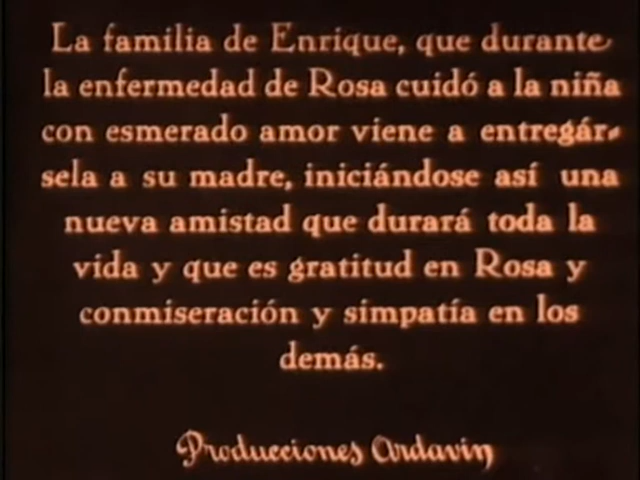 La familia de Enrique, que durante
la enfermedad de Rosa cuidó a la niña
con esmerado amor viene a entregár-
sela a su madre, iniciándose así una
nueva amistad que durará toda la
vida y que es gratitud en Rosa y
conmiseración y simpatía en los
demás.
Producciones Ardavin